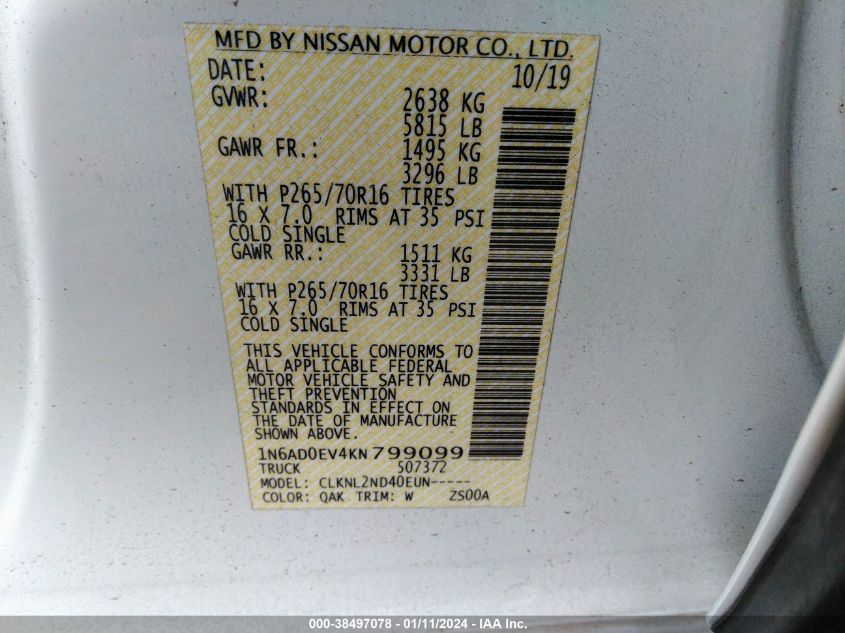 MFD BY NISSAN MOTOR CO., LTD.
DATE: 10/19
GVWR: 2638 KG
5815 LB
GAWR FR.: 1495 KG
3296 LB
WITH P265/70R16 TIRES
16 X 7.0 RIMS AT 35 PSI
COLD SINGLE
GAWR RR.: 1511 KG
3331 LB
WITH P265/70R16 TIRES
16 X 7.0 RIMS AT 35 PSI
COLD SINGLE
THIS VEHICLE CONFORMS TO
ALL APPLICABLE FEDERAL
MOTOR VEHICLE SAFETY AND
THEFT PREVENTION
STANDARDS IN EFFECT ON
THE DATE OF MANUFACTURE
SHOWN ABOVE.
1N6AD0EV4KN799099
TRUCK 507372
MODEL: CLKNL2ND40EUN-----
COLOR: QAK TRIM: W ZS00A
000-38497078 - 01/11/2024 - IAA Inc.